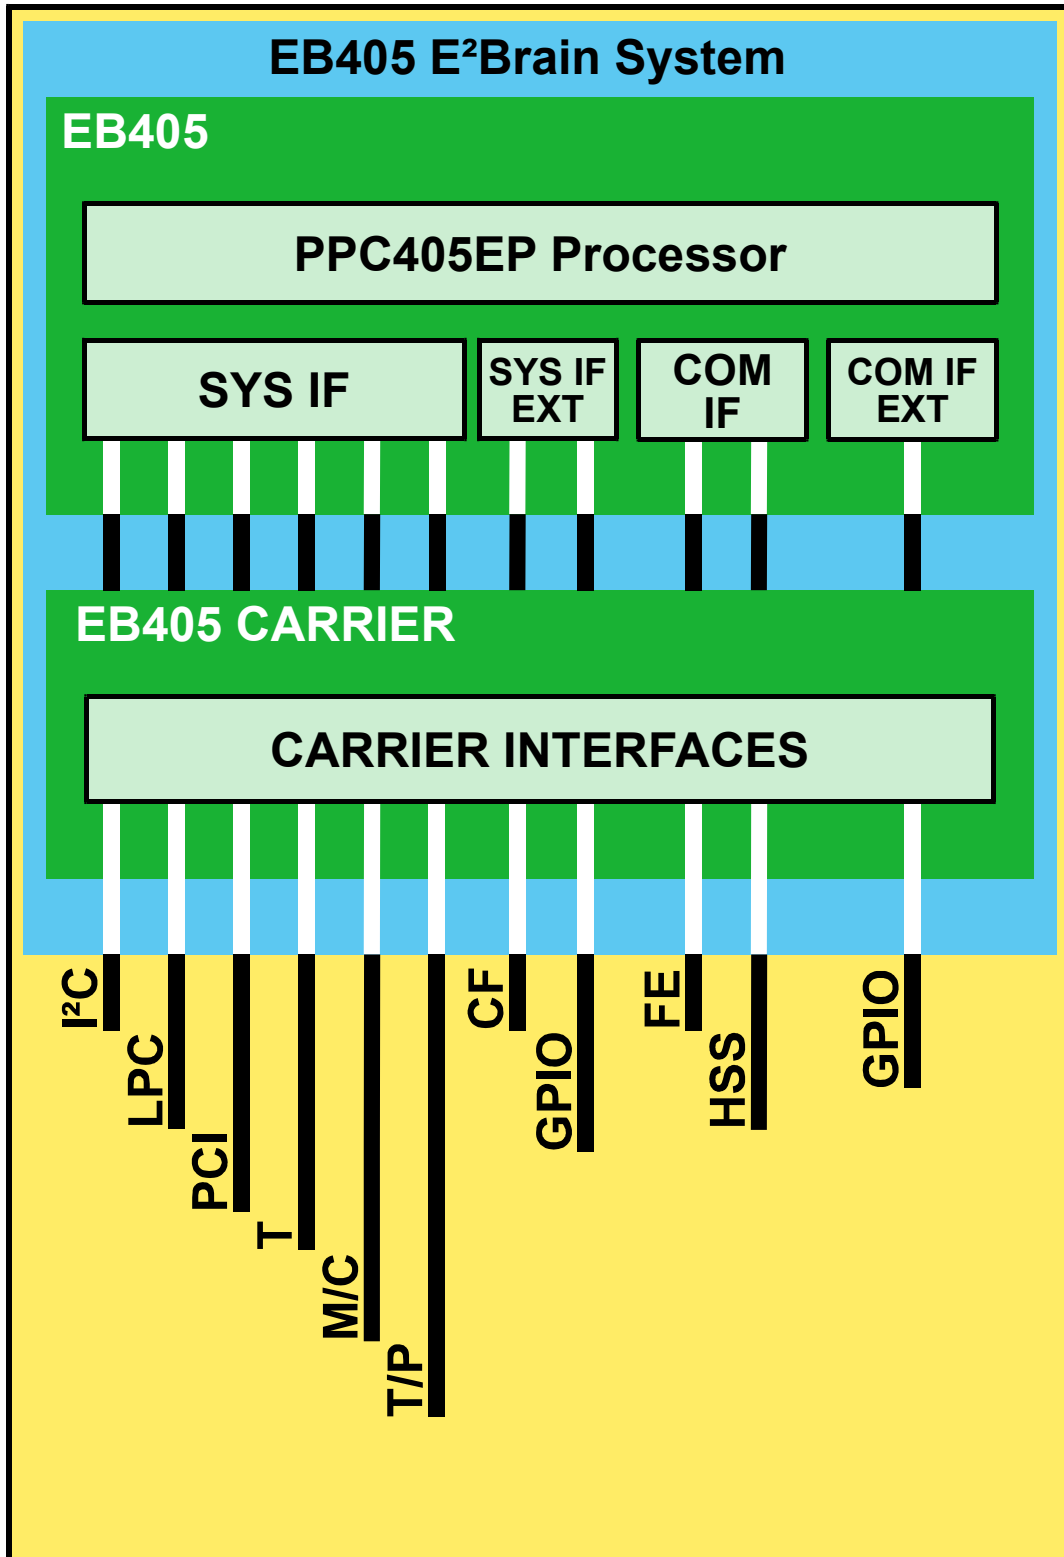 EB405 E²Brain System
EB405
PPC405EP Processor
SYS IF
SYS IF
EXT
COM
IF
COM IF
EXT
EB405 CARRIER
CARRIER INTERFACES
I²C
LPC
PCI
T
M/C
T/P
CF
GPIO
FE
HSS
GPIO